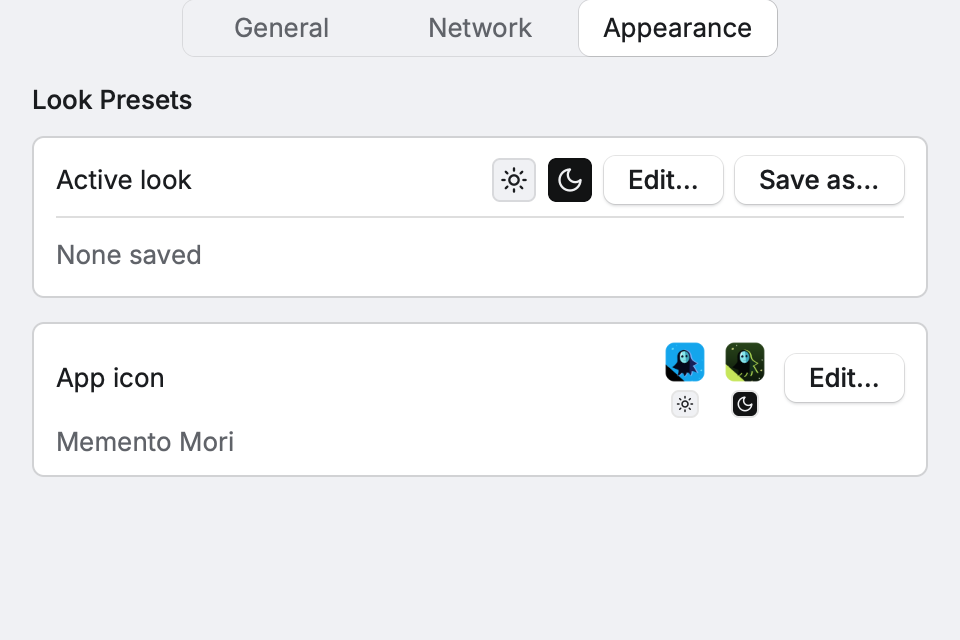 General Network Appearance
Look Presets
Active look Edit... Save as...
None saved
App icon Edit...
Memento Mori